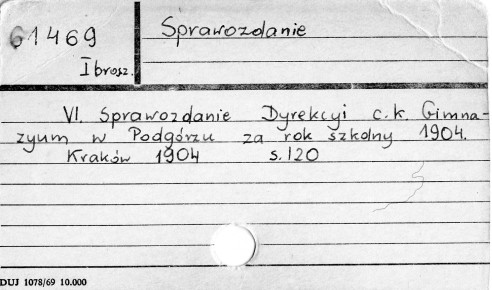 61469
I brosz.
Sprawozdanie
VI. Sprawozdanie Dyrekcyi c.k. Gimna-
zyum w Podgórzu za rok szkolny 1904.
Kraków 1904 s. 120
DUJ 1078/69 10.000